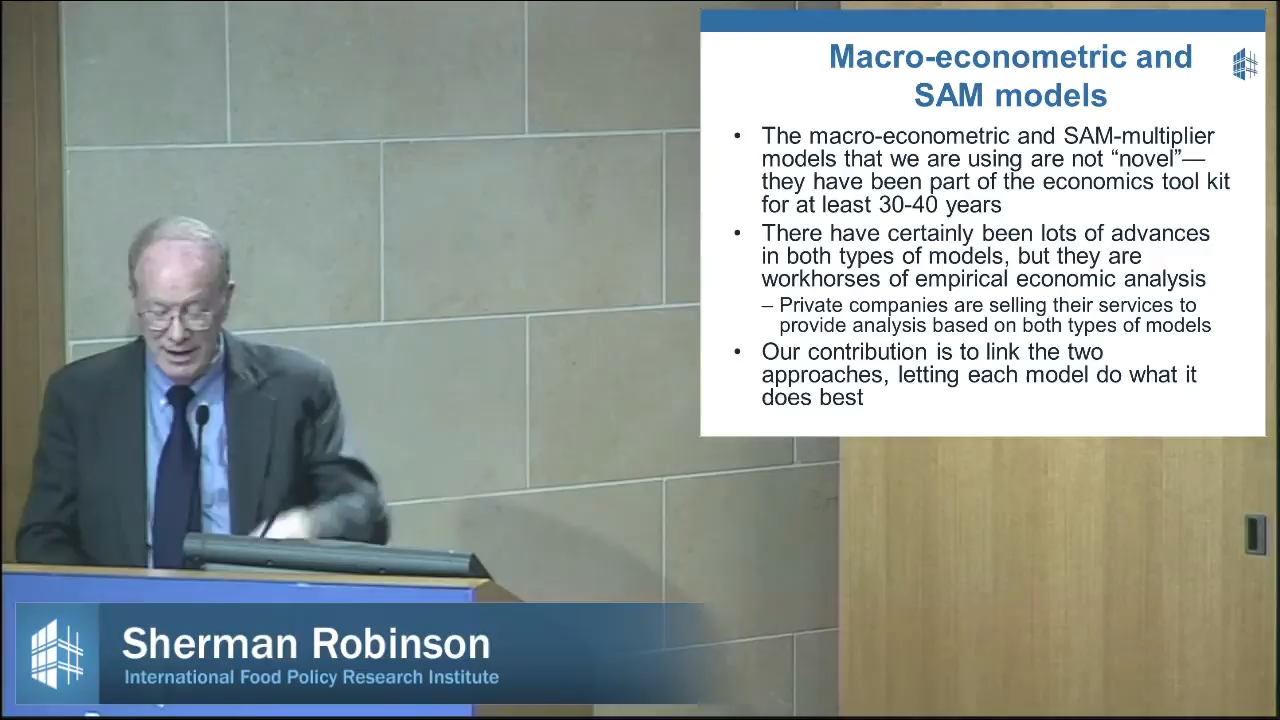 Macro-econometric and
SAM models
• The macro-econometric and SAM-multiplier
models that we are using are not “novel”—
they have been part of the economics tool kit
for at least 30-40 years
• There have certainly been lots of advances
in both types of models, but they are
workhorses of empirical economic analysis
– Private companies are selling their services to
provide analysis based on both types of models
• Our contribution is to link the two
approaches, letting each model do what it
does best
Sherman Robinson
International Food Policy Research Institute